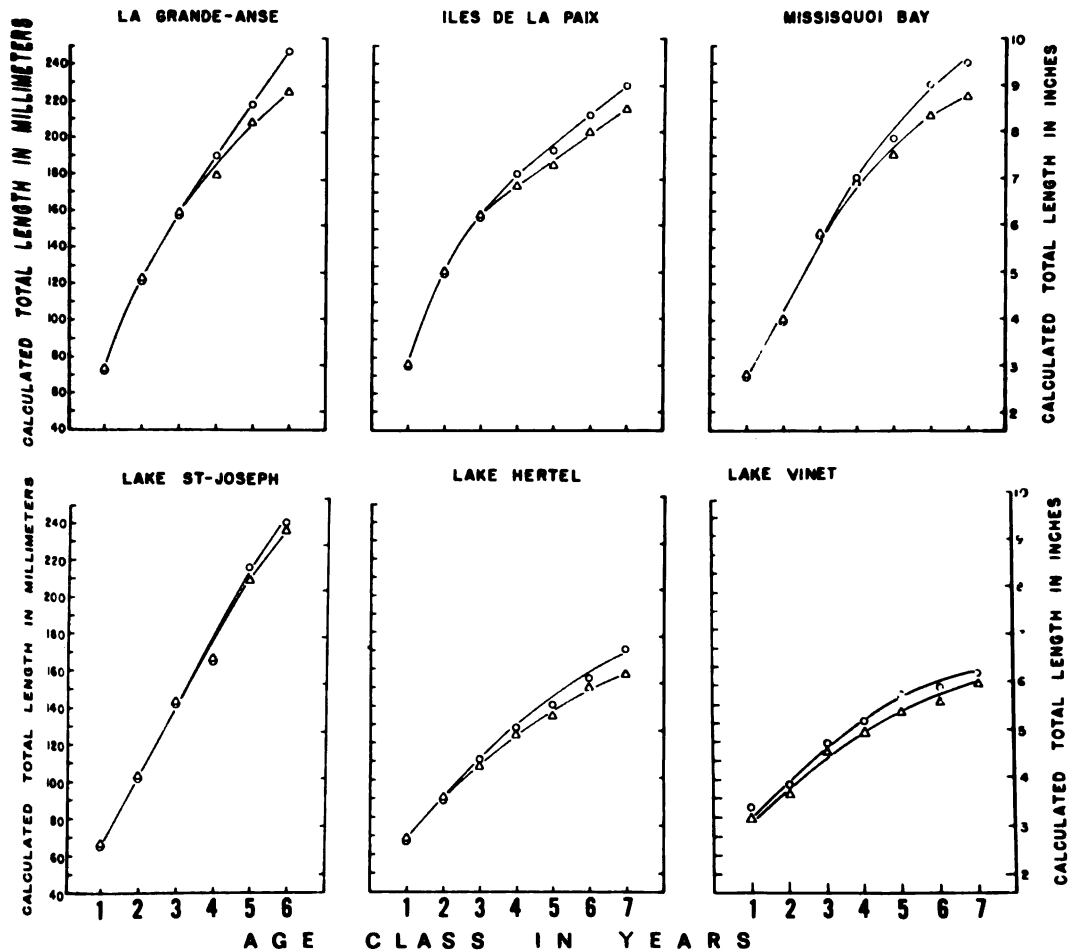 LA GRANDE-ANSE
ILES DE LA PAIX
MISSISQUOI BAY
CALCULATED TOTAL LENGTH IN MILLIMETERS
240
220
200
180
160
140
120
100
80
60
40
10
9
8
7
6
5
4
3
2
CALCULATED TOTAL LENGTH IN INCHES
LAKE ST-JOSEPH
LAKE HERTEL
LAKE VINET
CALCULATED TOTAL LENGTH IN MILLIMETERS
240
220
200
180
160
140
120
100
80
60
40
10
7
6
5
4
3
2
CALCULATED TOTAL LENGTH IN INCHES
1 2 3 4 5 6
1 2 3 4 5 6 7
1 2 3 4 5 6 7
AGE CLASS IN YEARS